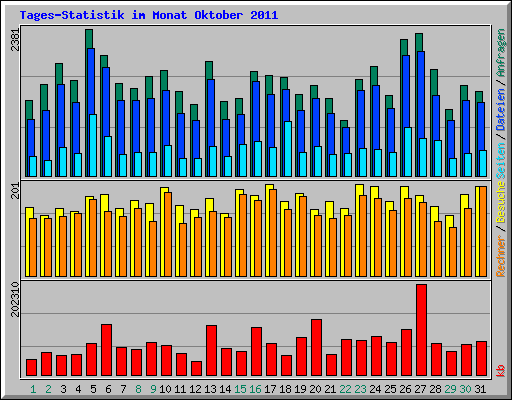 Tages-Statistik im Monat Oktober 2011
2381
201
202310
Rechner / Besuche Seiten / Dateien / Anfragen
kb
1 2 3 4 5 6 7 8 9 10 11 12 13 14 15 16 17 18 19 20 21 22 23 24 25 26 27 28 29 30 31